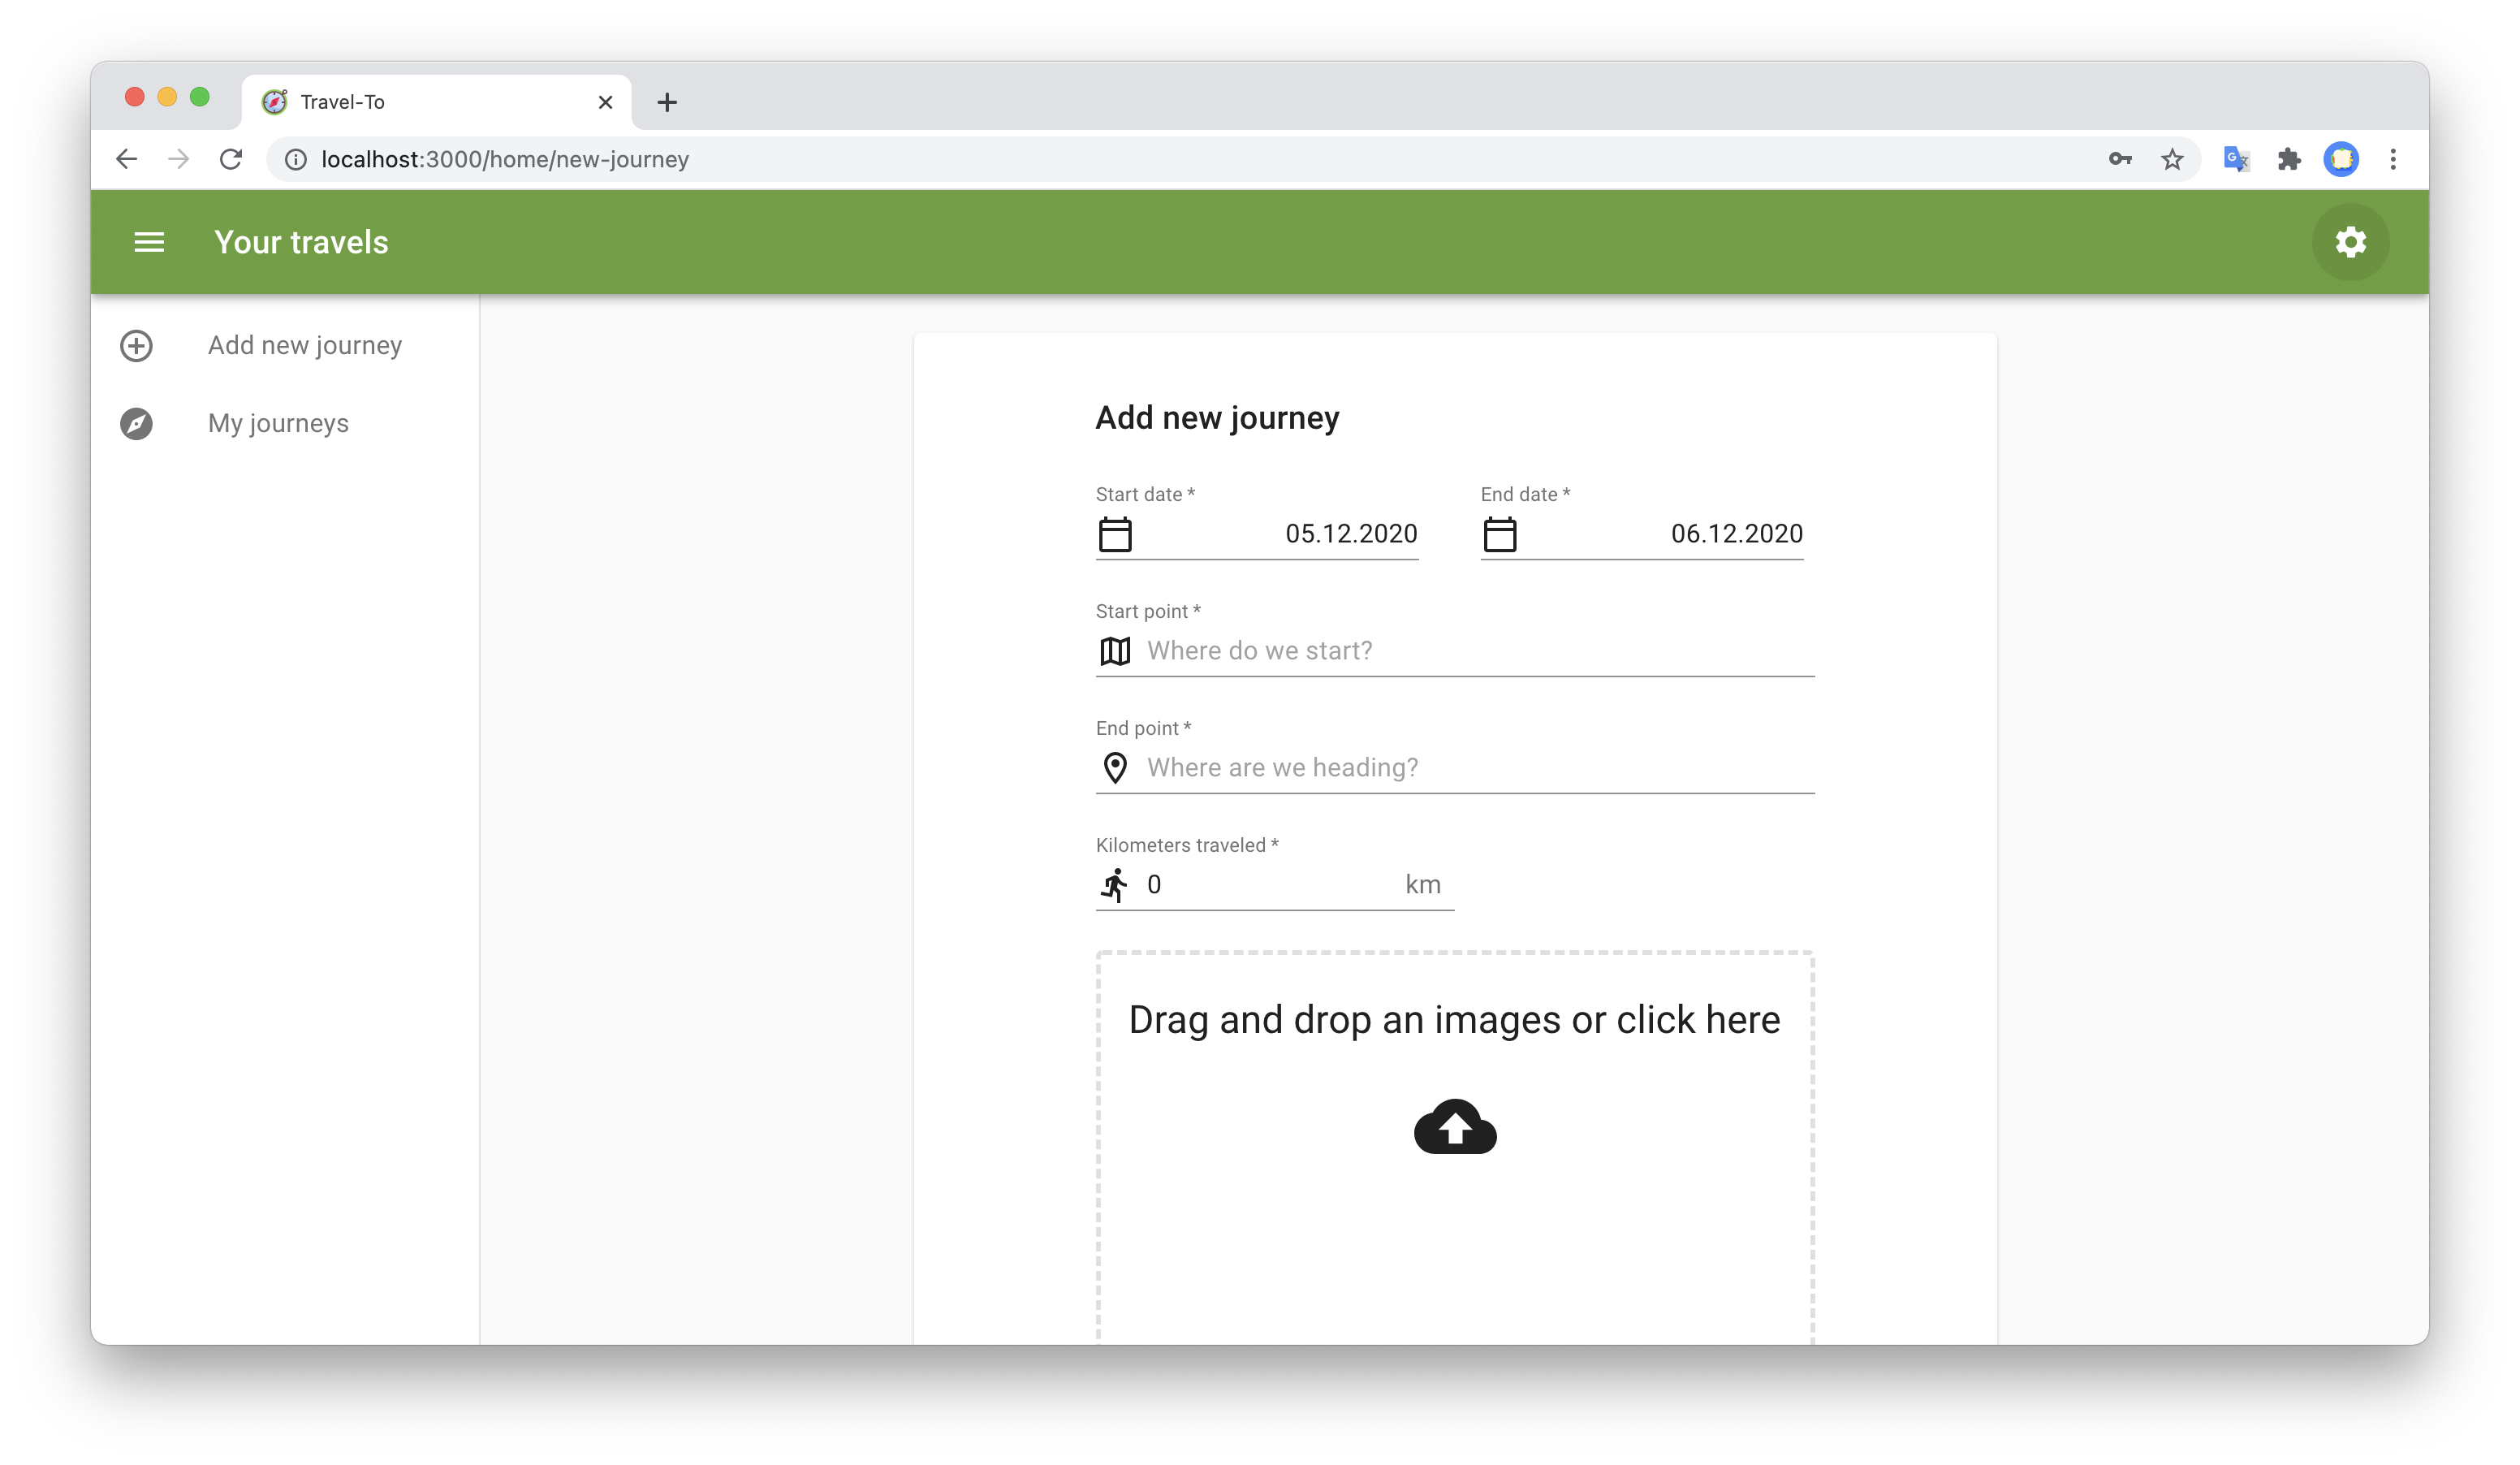 Travel-To
localhost:3000/home/new-journey
Your travels
Add new journey
My journeys
Add new journey
Start date *
End date *
05.12.2020
06.12.2020
Start point *
Where do we start?
End point *
Where are we heading?
Kilometers traveled *
0 km
Drag and drop an images or click here